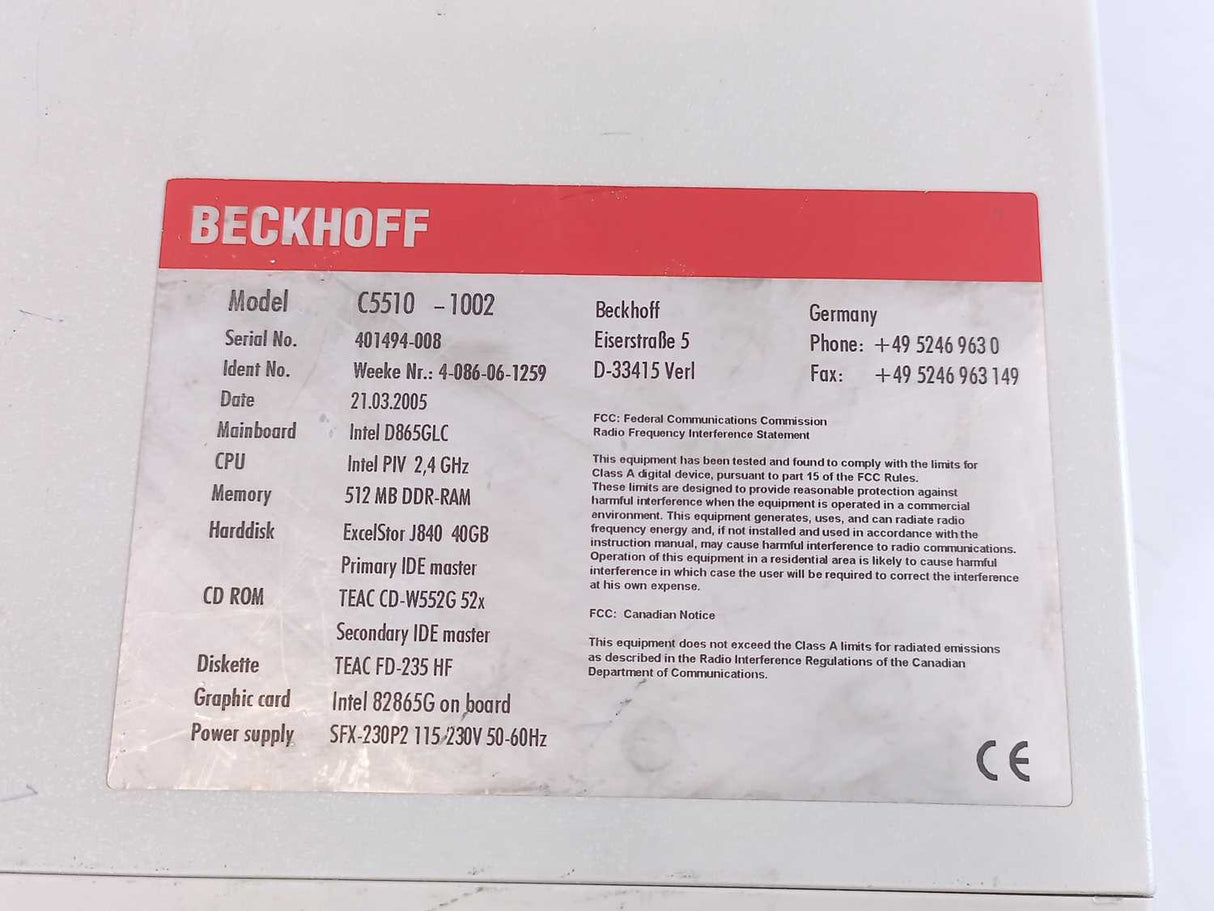 BECKHOFF
Model C5510 - 1002
Serial No. 401494-008
Ident No. Weeke Nr.: 4-086-06-1259
Date 21.03.2005
Mainboard Intel D865GLC
CPU Intel PIV 2,4 GHz
Memory 512 MB DDR-RAM
Harddisk ExcelStor J840 40GB
Primary IDE master
CD ROM TEAC CD-W552G 52x
Secondary IDE master
Diskette TEAC FD-235 HF
Graphic card Intel 82865G on board
Power supply SFX-230P2 115/230V 50-60Hz
Beckhoff
Eiserstraße 5
D-33415 Verl
Germany
Phone: +49 5246 963 0
Fax: +49 5246 963 149
FCC: Federal Communications Commission
Radio Frequency Interference Statement
This equipment has been tested and found to comply with the limits for
Class A digital device, pursuant to part 15 of the FCC Rules.
These limits are designed to provide reasonable protection against
harmful interference when the equipment is operated in a commercial
environment. This equipment generates, uses, and can radiate radio
frequency energy and, if not installed and used in accordance with the
instruction manual, may cause harmful interference to radio communications.
Operation of this equipment in a residential area is likely to cause harmful
interference in which case the user will be required to correct the interference
at his own expense.
FCC: Canadian Notice
This equipment does not exceed the Class A limits for radiated emissions
as described in the Radio Interference Regulations of the Canadian
Department of Communications.
CE